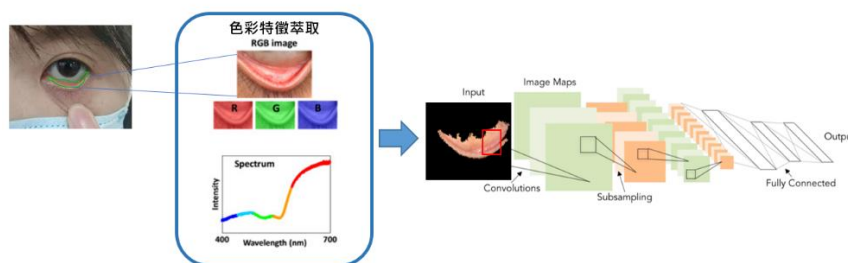 色彩特徵萃取
RGB image
R G B
Spectrum
Intensity
400 700
Wavelength (nm)
Input
Image Maps
Convolutions
Subsampling
Fully Connected
Output